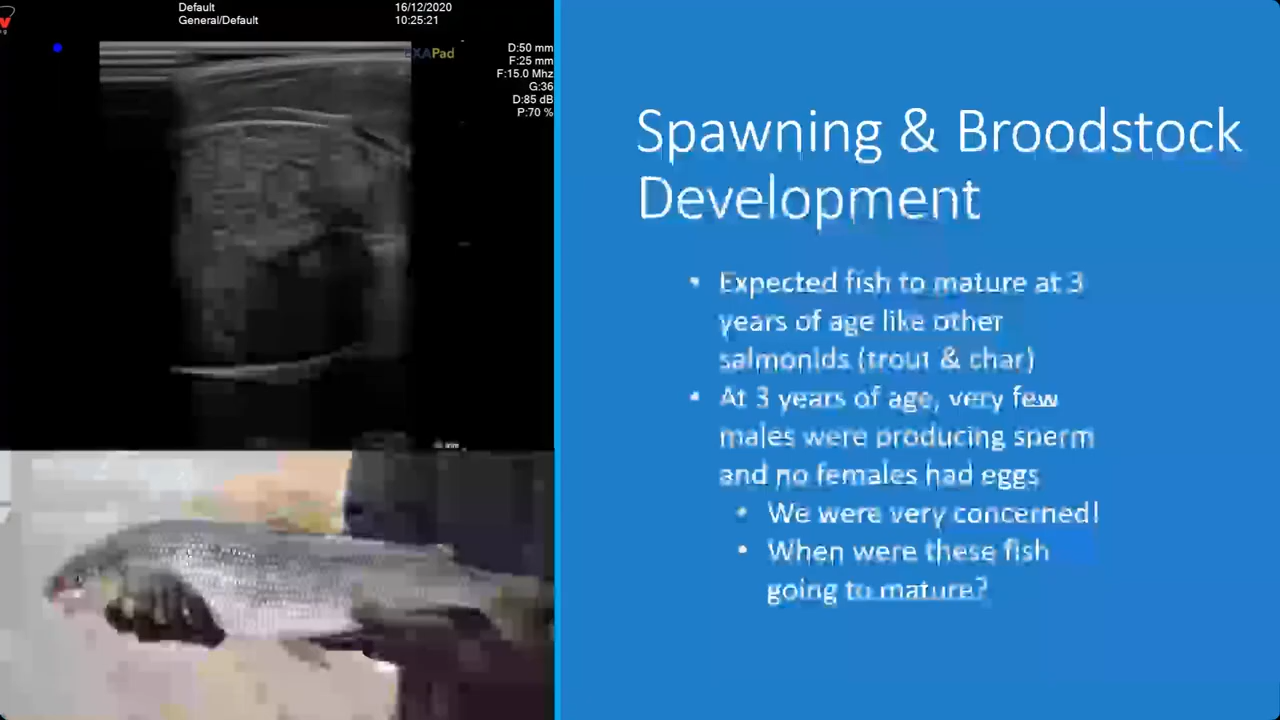 Default
General/Default
16/12/2020
10:25:21
EXAPad
D:50 mm
F:25 mm
F:15.0 Mhz
G:36
D:85 dB
P:70 %
Spawning & Broodstock
Development
• Expected fish to mature at 3
years of age like other
salmonids (trout & char)
• At 3 years of age, very few
males were producing sperm
and no females had eggs
• We were very concerned!
• When were these fish
going to mature?